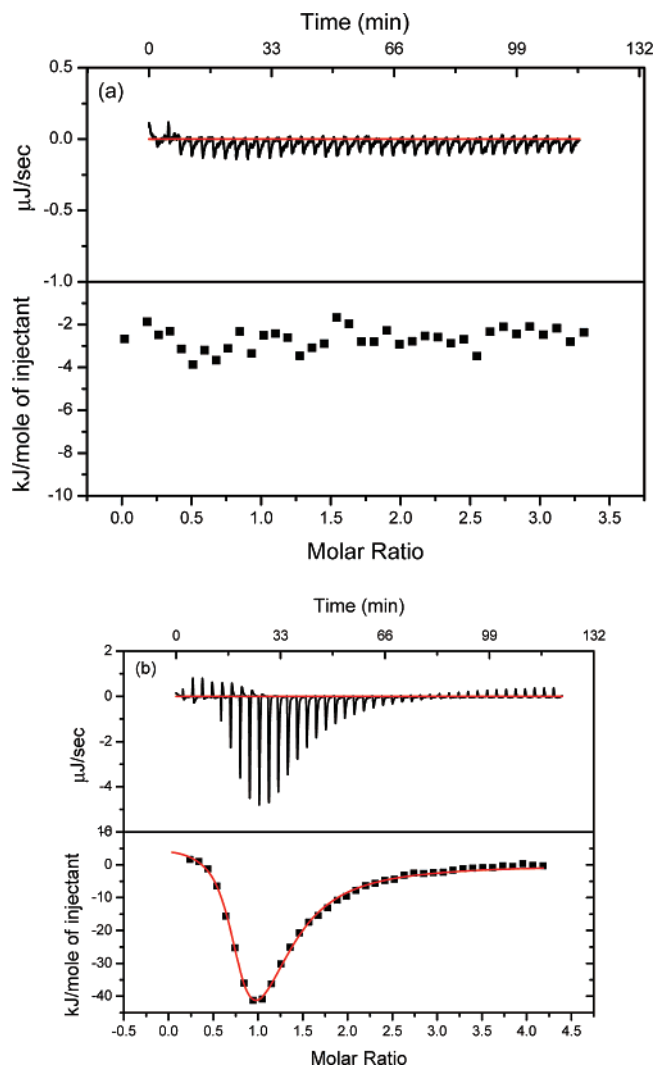 Time (min)
0 33 66 99 132
(a)
0.5
0.0
-0.5
-1.0
µJ/sec
-2
-4
-6
-8
-10
kJ/mole of injectant
0.0 0.5 1.0 1.5 2.0 2.5 3.0 3.5
Molar Ratio
Time (min)
0 33 66 99 132
(b)
2
0
-2
-4
µJ/sec
0
-10
-20
-30
-40
kJ/mole of injectant
-0.5 0.0 0.5 1.0 1.5 2.0 2.5 3.0 3.5 4.0 4.5
Molar Ratio